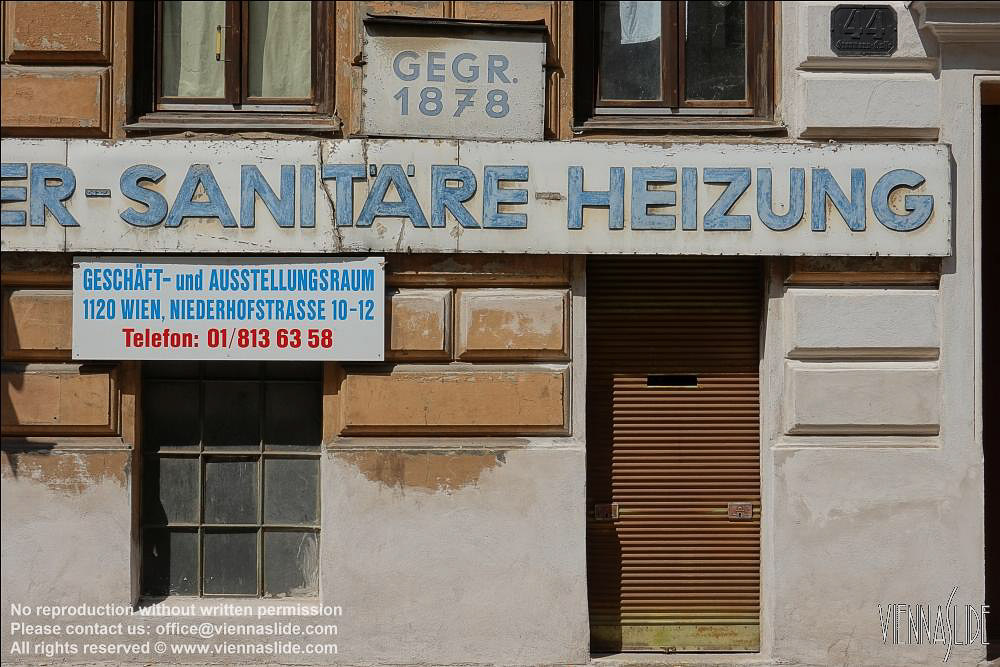 44
GEGR.
1878
ER-SANITÄRE-HEIZUNG
GESCHÄFT- und AUSSTELLUNGSRAUM
1120 WIEN, NIEDERHOFSTRASSE 10-12
Telefon: 01/813 63 58
No reproduction without written permission
Please contact us: office@viennaslide.com
All rights reserved © www.viennaslide.com
VIENNASLIDE